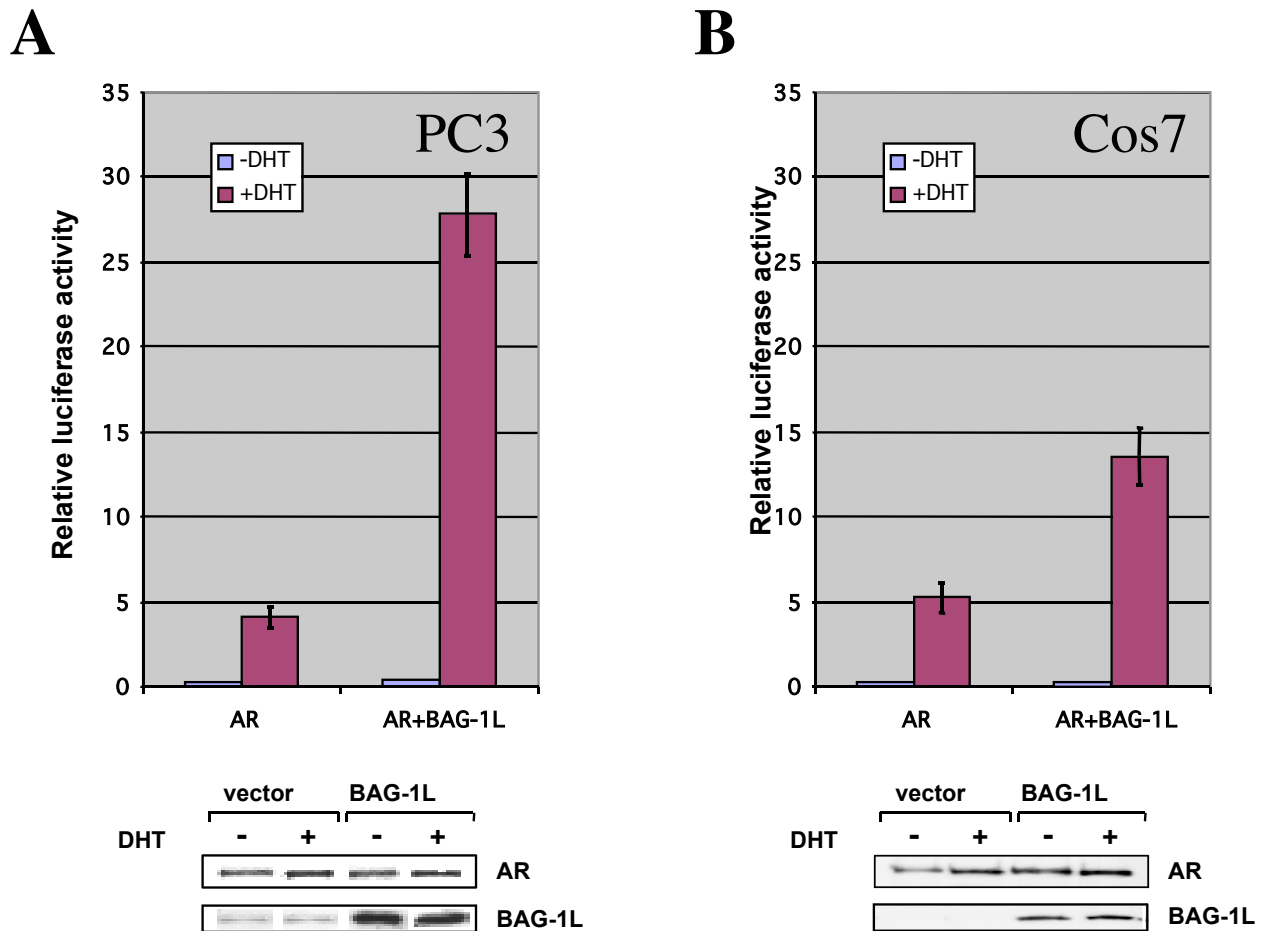 A
35
30
25
20
15
10
5
0
Relative luciferase activity
PC3
-DHT
+DHT
AR
AR+BAG-1L
vector BAG-1L
DHT - + - +
AR
BAG-1L
B
35
30
25
20
15
10
5
0
Relative luciferase activity
Cos7
-DHT
+DHT
AR
AR+BAG-1L
vector BAG-1L
DHT - + - +
AR
BAG-1L